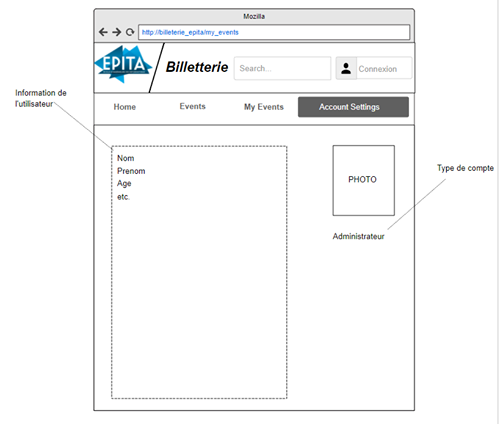 Mozilla
http://billeterie_epita/my_events
EPITA
Billetterie
Search...
Connexion
Home
Events
My Events
Account Settings
Information de
l'utilisateur
Nom
Prenom
Age
etc.
PHOTO
Type de compte
Administrateur